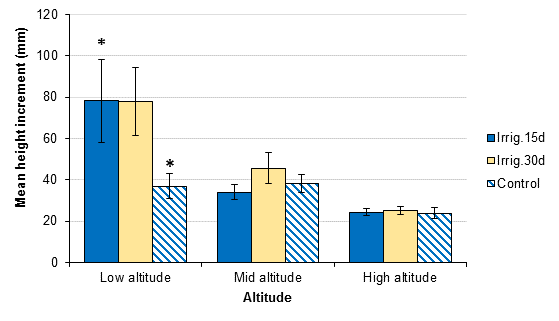 120
100
80
60
40
20
0
Mean height increment (mm)
*
*
Low altitude
Mid altitude
High altitude
Altitude
Irrig.15d
Irrig.30d
Control